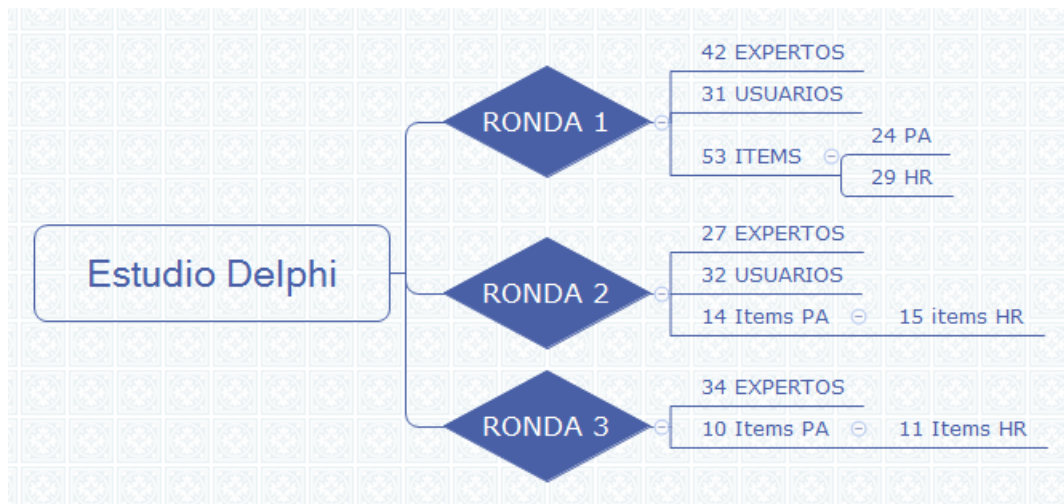 Estudio Delphi
RONDA 1
42 EXPERTOS
31 USUARIOS
53 ITEMS
24 PA
29 HR
RONDA 2
27 EXPERTOS
32 USUARIOS
14 Items PA
15 items HR
RONDA 3
34 EXPERTOS
10 Items PA
11 Items HR